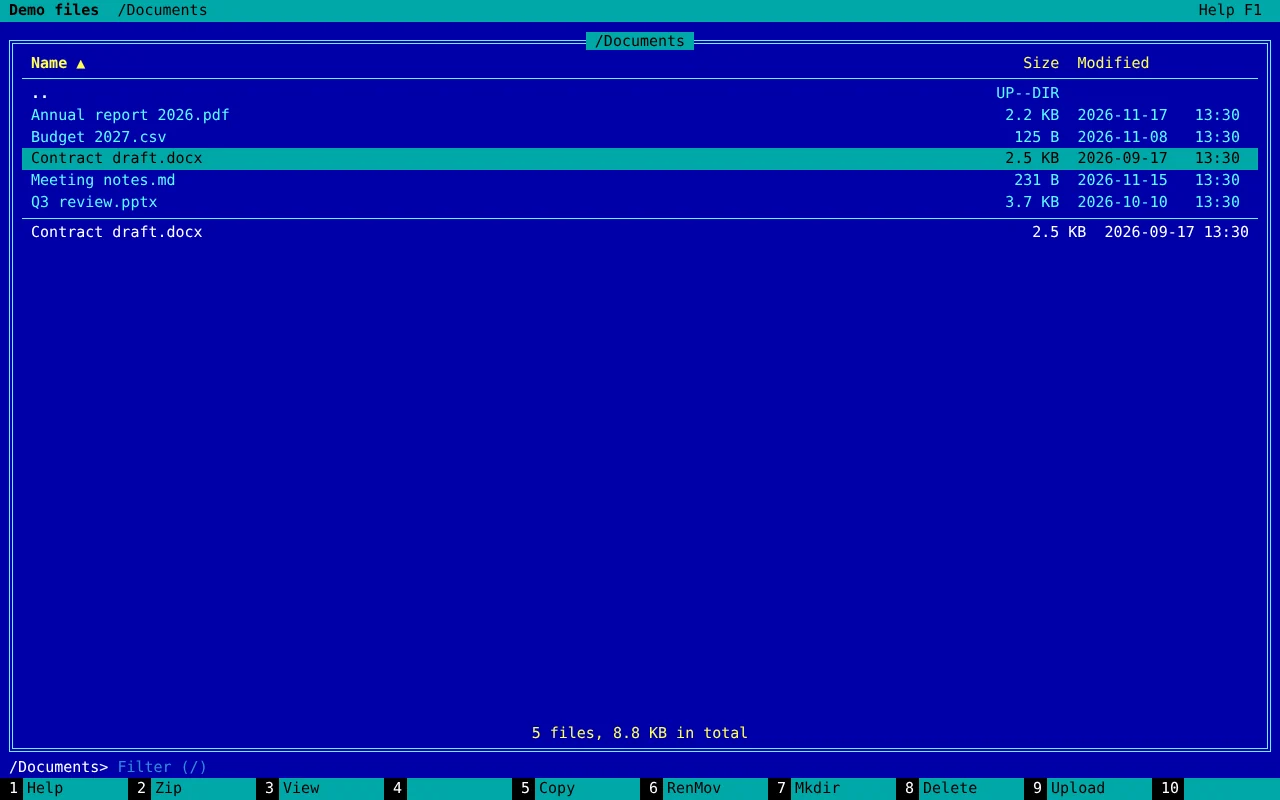 Demo files /Documents Help F1
/Documents
Name ▲ Size Modified
.. UP--DIR
Annual report 2026.pdf 2.2 KB 2026-11-17 13:30
Budget 2027.csv 125 B 2026-11-08 13:30
Contract draft.docx 2.5 KB 2026-09-17 13:30
Meeting notes.md 231 B 2026-11-15 13:30
Q3 review.pptx 3.7 KB 2026-10-10 13:30
Contract draft.docx 2.5 KB 2026-09-17 13:30
5 files, 8.8 KB in total
/Documents> Filter (/)
1 Help 2 Zip 3 View 4 5 Copy 6 RenMov 7 Mkdir 8 Delete 9 Upload 10